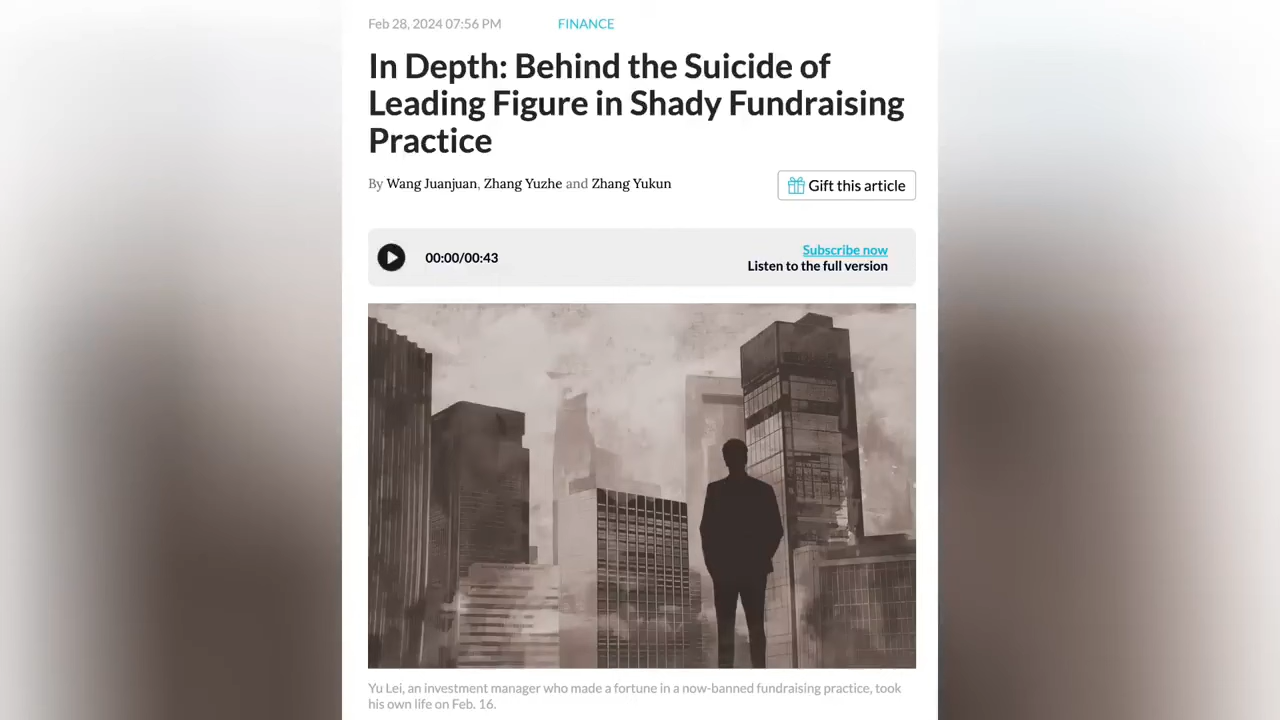 Feb 28, 2024 07:56 PM FINANCE
In Depth: Behind the Suicide of
Leading Figure in Shady Fundraising
Practice
By Wang Juanjuan, Zhang Yuzhe and Zhang Yukun
Gift this article
00:00/00:43
Subscribe now
Listen to the full version
Yu Lei, an investment manager who made a fortune in a now-banned fundraising practice, took
his own life on Feb. 16.